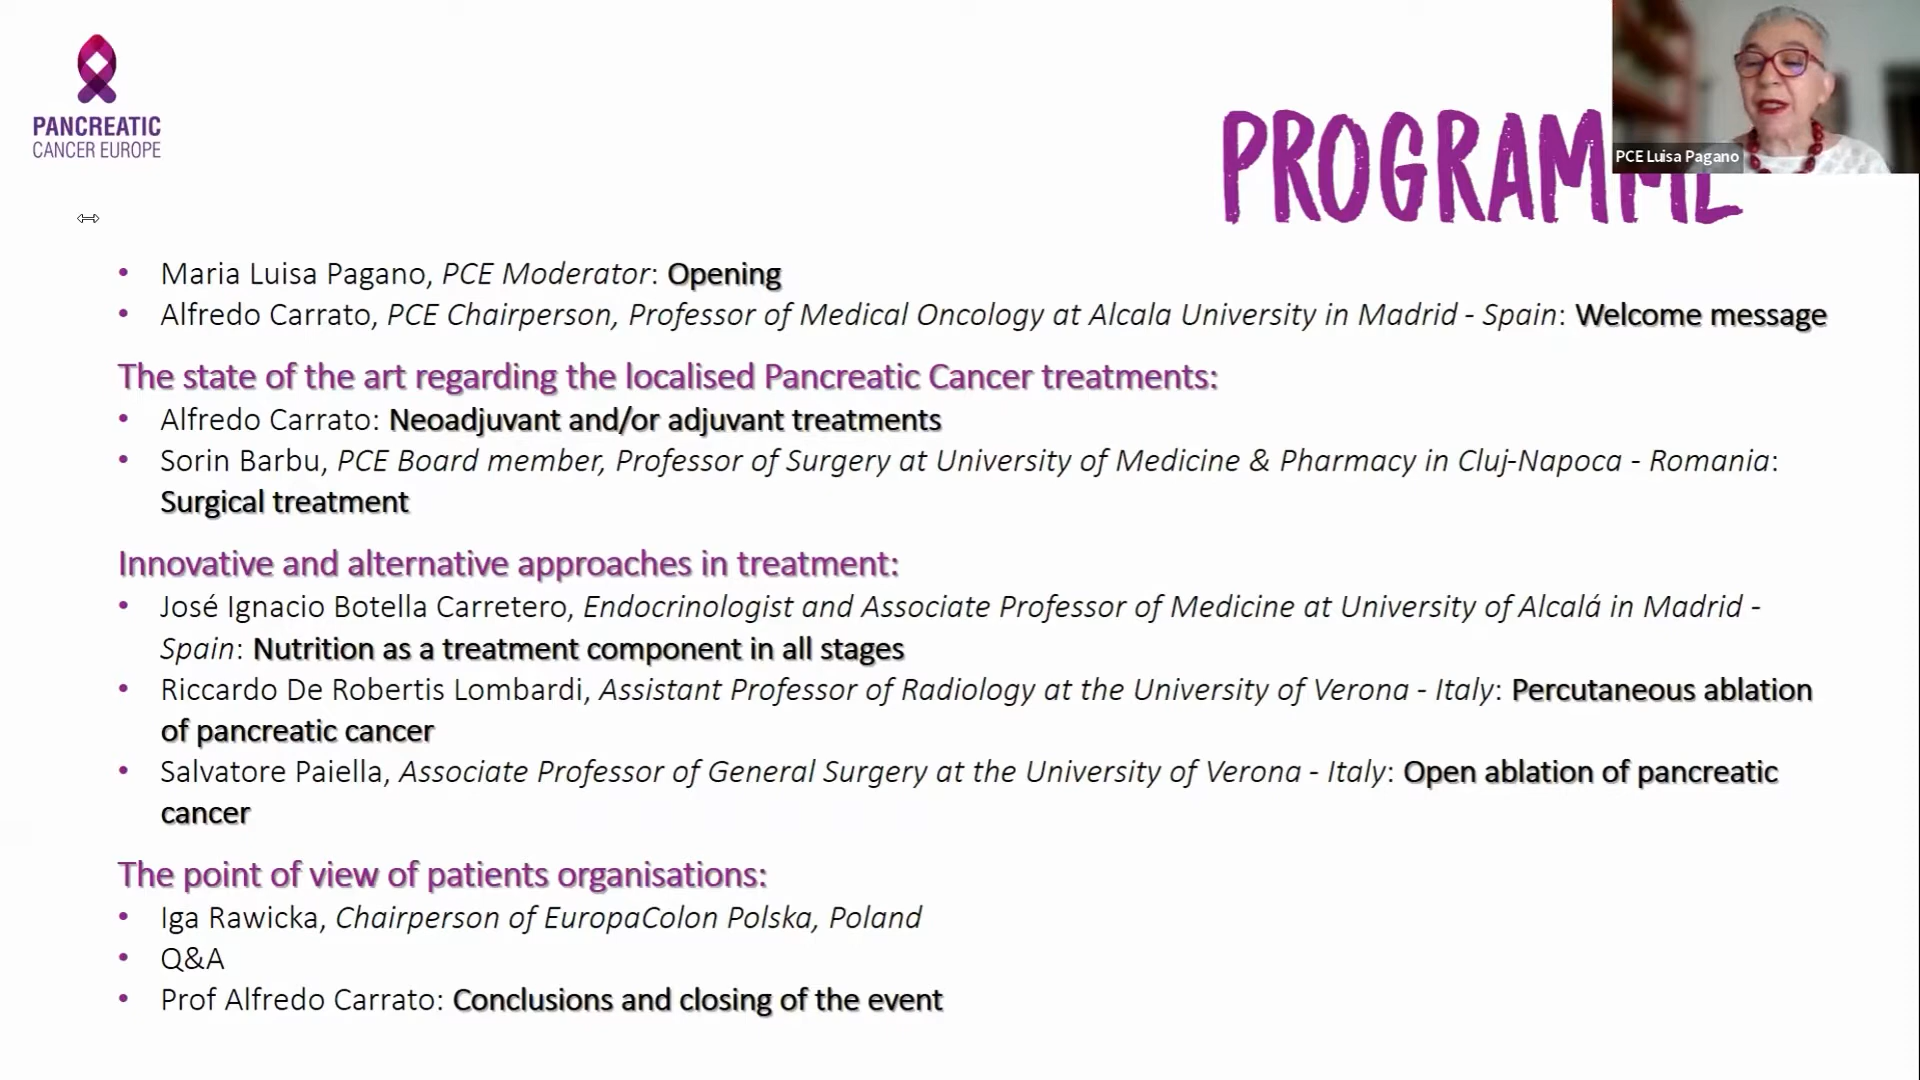 PANCREATIC
CANCER EUROPE
PROGRAMME
PCE Luisa Pagano
• Maria Luisa Pagano, PCE Moderator: Opening
• Alfredo Carrato, PCE Chairperson, Professor of Medical Oncology at Alcala University in Madrid - Spain: Welcome message
The state of the art regarding the localised Pancreatic Cancer treatments:
• Alfredo Carrato: Neoadjuvant and/or adjuvant treatments
• Sorin Barbu, PCE Board member, Professor of Surgery at University of Medicine & Pharmacy in Cluj-Napoca - Romania:
Surgical treatment
Innovative and alternative approaches in treatment:
• José Ignacio Botella Carretero, Endocrinologist and Associate Professor of Medicine at University of Alcalá in Madrid -
Spain: Nutrition as a treatment component in all stages
• Riccardo De Robertis Lombardi, Assistant Professor of Radiology at the University of Verona - Italy: Percutaneous ablation
of pancreatic cancer
• Salvatore Paiella, Associate Professor of General Surgery at the University of Verona - Italy: Open ablation of pancreatic
cancer
The point of view of patients organisations:
• Iga Rawicka, Chairperson of EuropaColon Polska, Poland
• Q&A
• Prof Alfredo Carrato: Conclusions and closing of the event